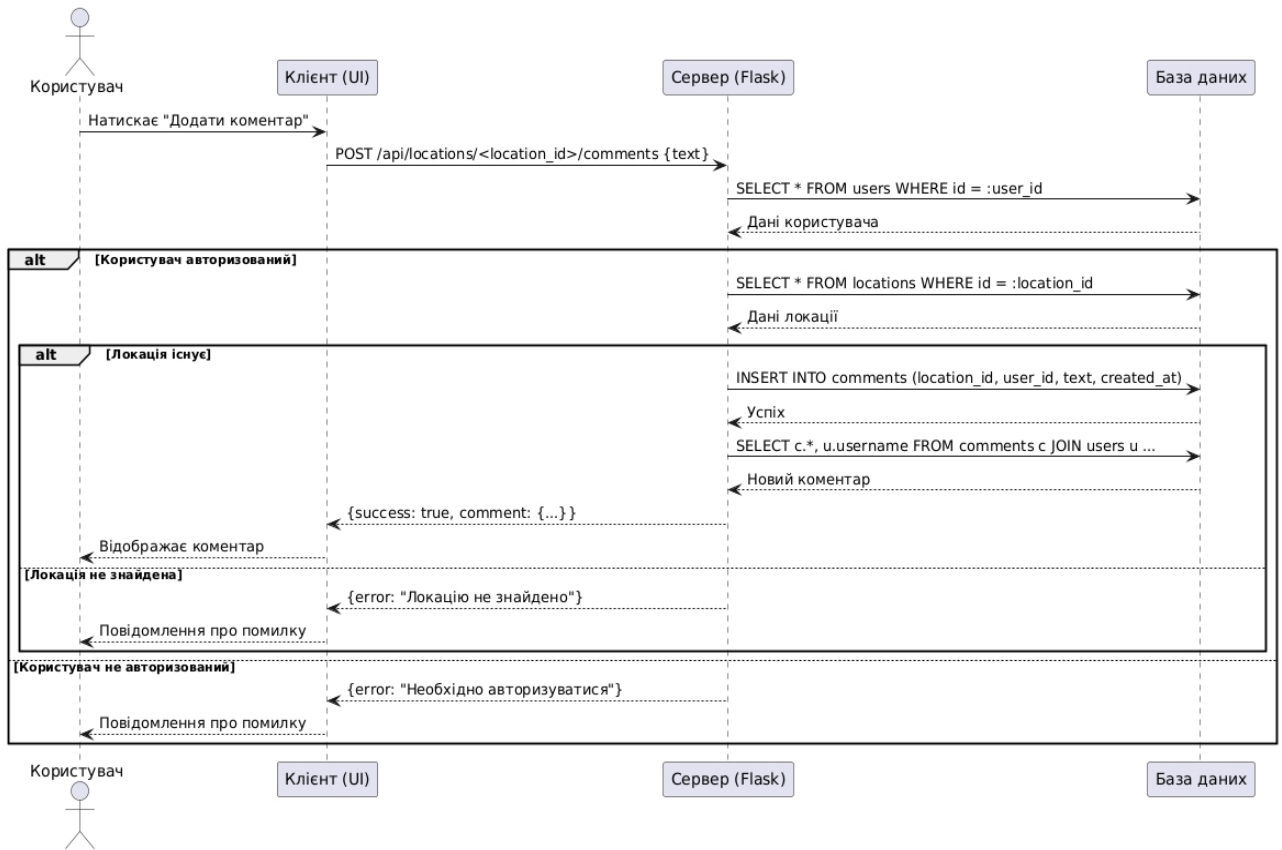 Користувач
Клієнт (UI)
Сервер (Flask)
База даних
Натискає "Додати коментар"
POST /api/locations/<location_id>/comments {text}
SELECT * FROM users WHERE id = :user_id
Дані користувача
alt [Користувач авторизований]
SELECT * FROM locations WHERE id = :location_id
Дані локації
alt [Локація існує]
INSERT INTO comments (location_id, user_id, text, created_at)
Успіх
SELECT c.*, u.username FROM comments c JOIN users u ...
Новий коментар
{success: true, comment: {...}}
Відображає коментар
[Локація не знайдена]
{error: "Локацію не знайдено"}
Повідомлення про помилку
[Користувач не авторизований]
{error: "Необхідно авторизуватися"}
Повідомлення про помилку
Користувач
Клієнт (UI)
Сервер (Flask)
База даних